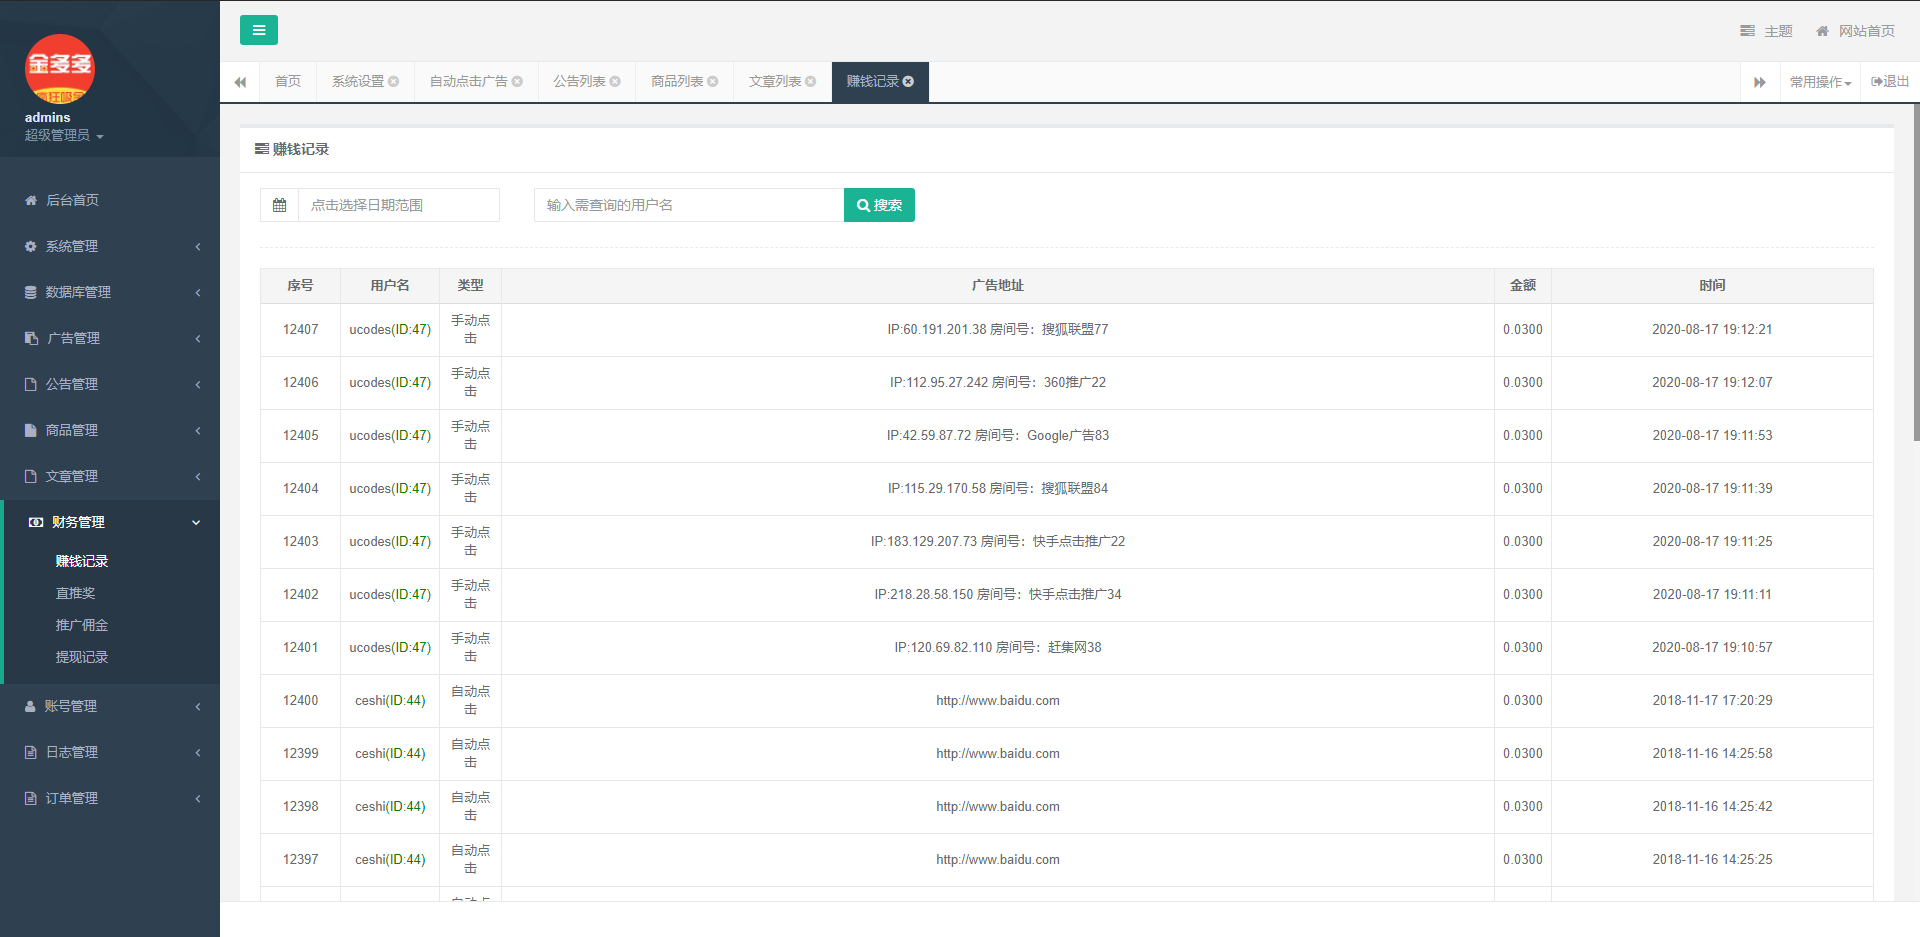 金多多
admins
超级管理员
后台首页
系统管理
数据库管理
广告管理
公告管理
商品管理
文章管理
财务管理
赚钱记录
直推奖
推广佣金
提现记录
账号管理
日志管理
订单管理
主题 网站首页
首页 系统设置 自动点击广告 公告列表 商品列表 文章列表 赚钱记录 常用操作 退出
赚钱记录
点击选择日期范围 输入需查询的用户名 搜索
序号 用户名 类型 广告地址 金额 时间
12407 ucodes(ID:47) 手动点击 IP:60.191.201.38 房间号：搜狐联盟77 0.0300 2020-08-17 19:12:21
12406 ucodes(ID:47) 手动点击 IP:112.95.27.242 房间号：360推广22 0.0300 2020-08-17 19:12:07
12405 ucodes(ID:47) 手动点击 IP:42.59.87.72 房间号：Google广告83 0.0300 2020-08-17 19:11:53
12404 ucodes(ID:47) 手动点击 IP:115.29.170.58 房间号：搜狐联盟84 0.0300 2020-08-17 19:11:39
12403 ucodes(ID:47) 手动点击 IP:183.129.207.73 房间号：快手点击推广22 0.0300 2020-08-17 19:11:25
12402 ucodes(ID:47) 手动点击 IP:218.28.58.150 房间号：快手点击推广34 0.0300 2020-08-17 19:11:11
12401 ucodes(ID:47) 手动点击 IP:120.69.82.110 房间号：赶集网38 0.0300 2020-08-17 19:10:57
12400 ceshi(ID:44) 自动点击 http://www.baidu.com 0.0300 2018-11-17 17:20:29
12399 ceshi(ID:44) 自动点击 http://www.baidu.com 0.0300 2018-11-16 14:25:58
12398 ceshi(ID:44) 自动点击 http://www.baidu.com 0.0300 2018-11-16 14:25:42
12397 ceshi(ID:44) 自动点击 http://www.baidu.com 0.0300 2018-11-16 14:25:25